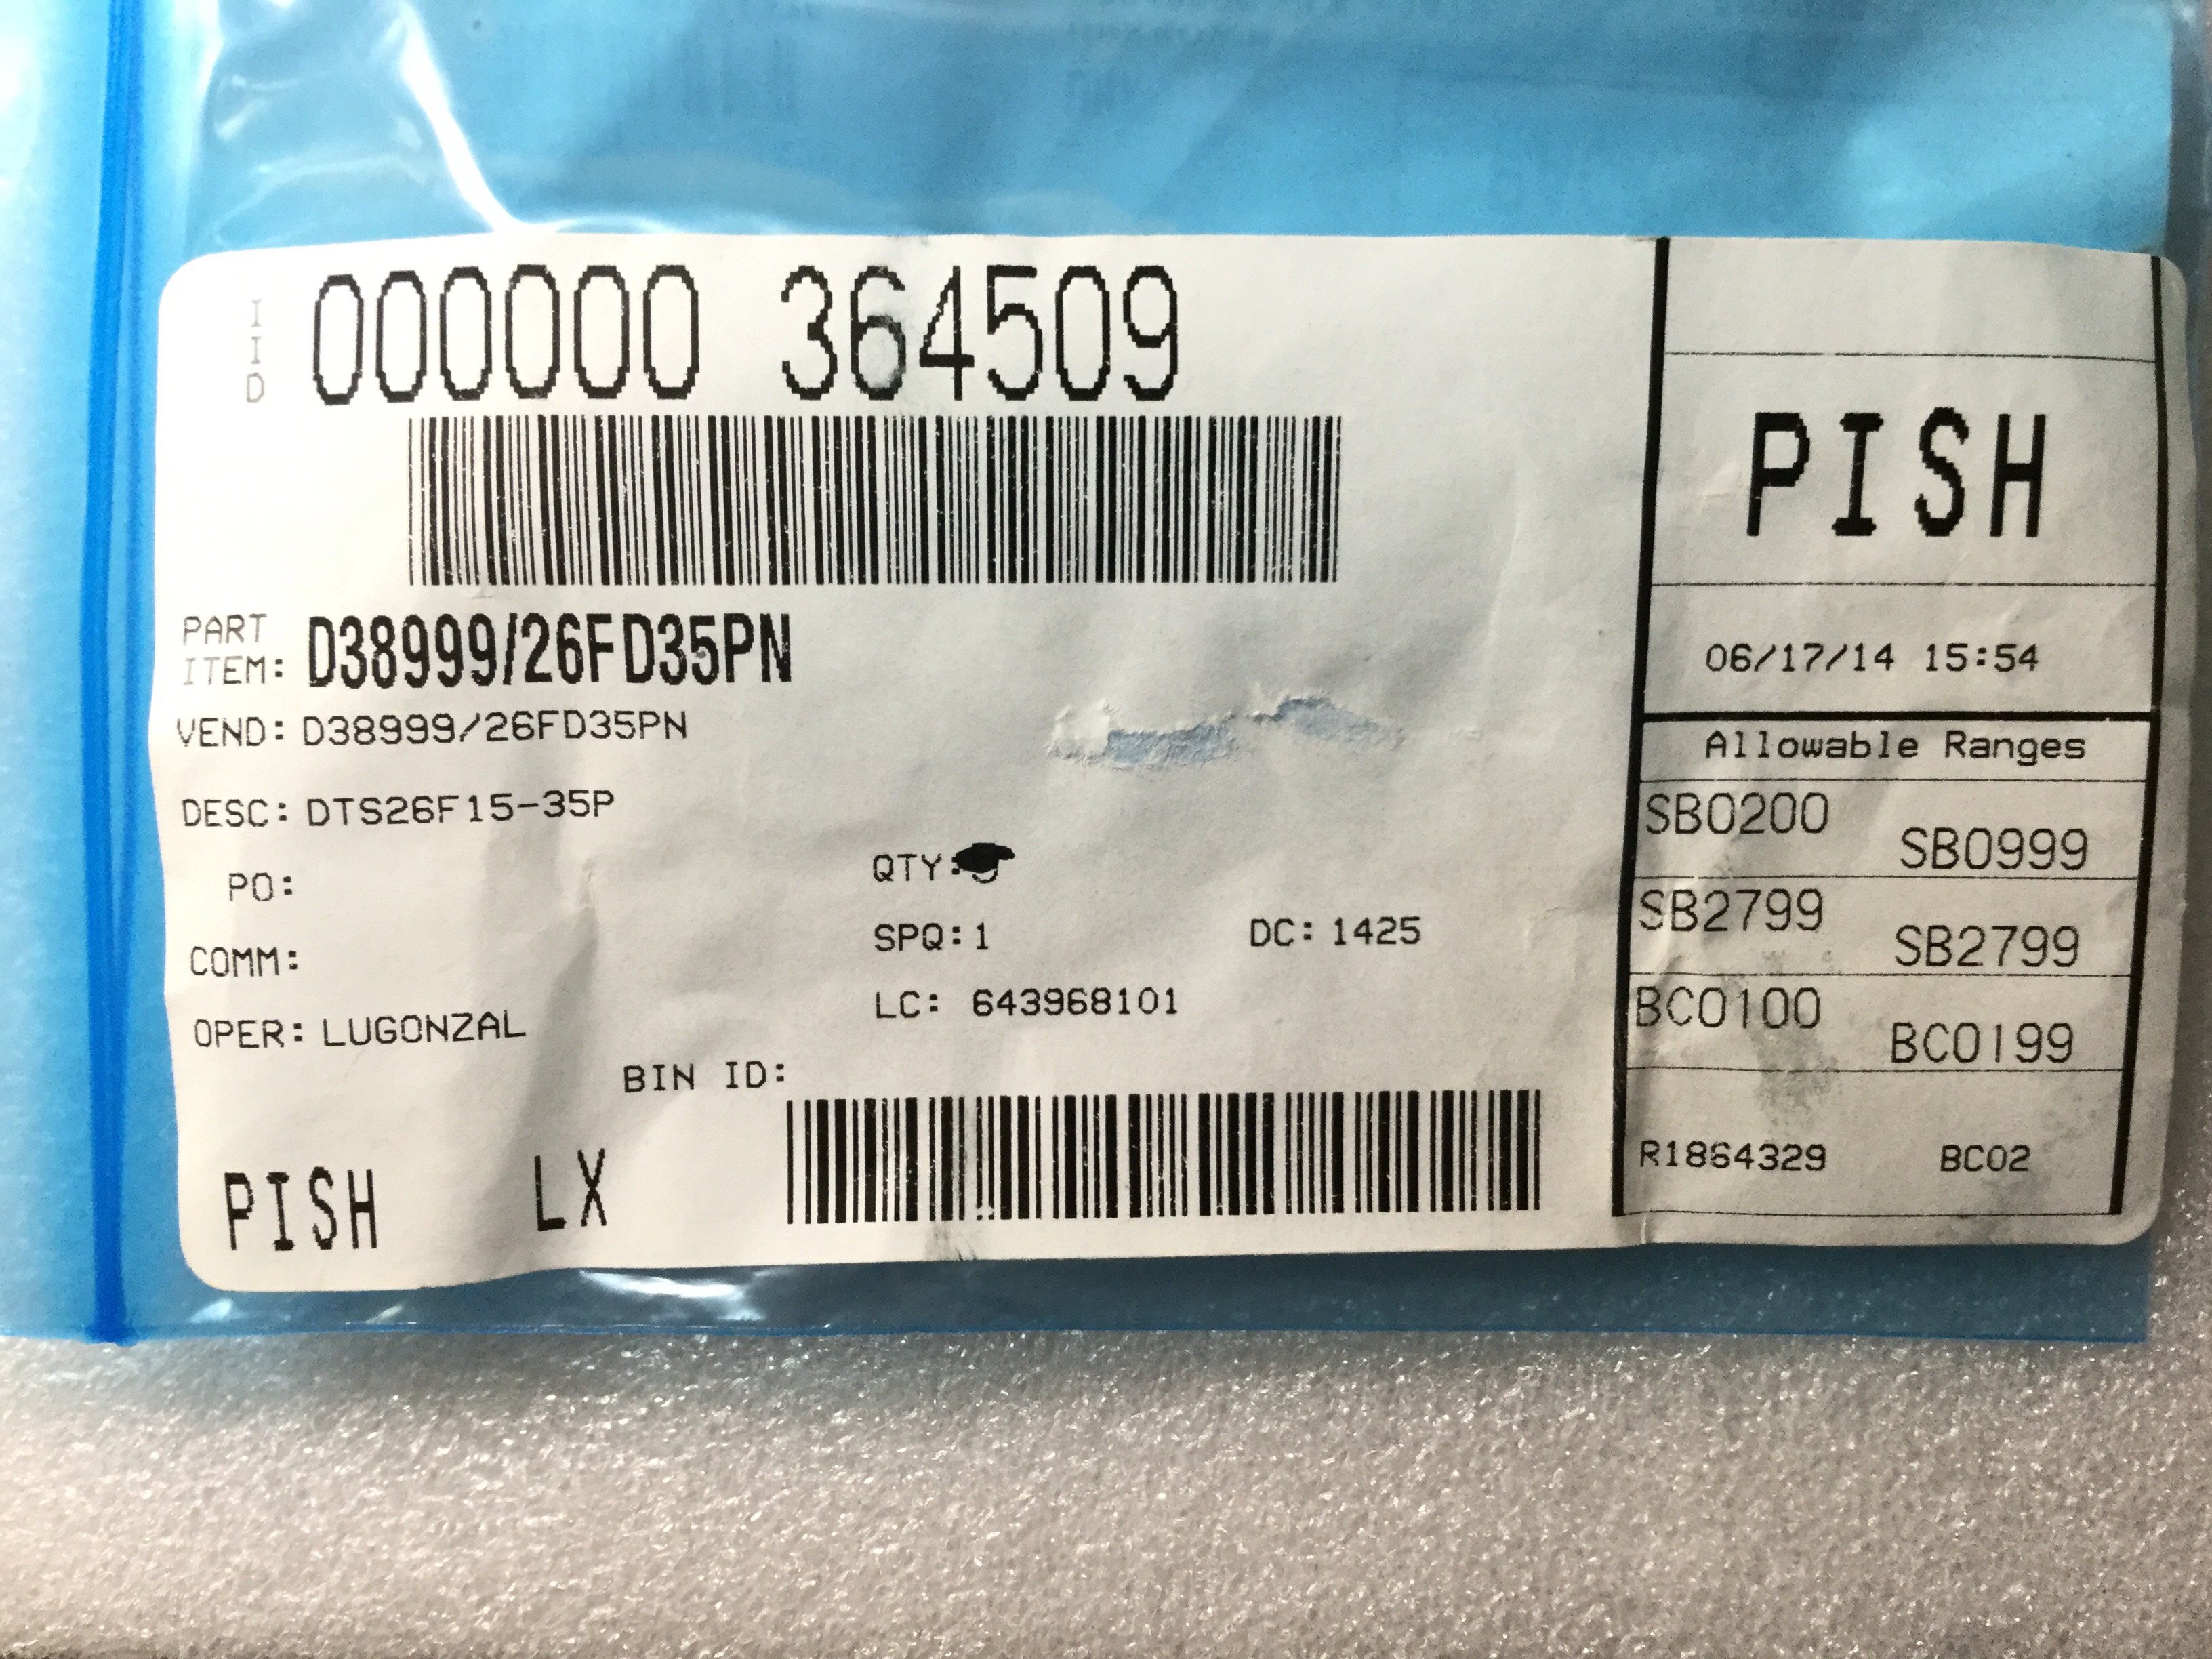 IID 000000 364509
PART ITEM: D38999/26FD35PN
VEND: D38999/26FD35PN
DESC: DTS26F15-35P
PO:
QTY:
COMM:
SPQ: 1 DC: 1425
OPER: LUGONZAL
LC: 643968101
BIN ID:
PISH LX
PISH
06/17/14 15:54
Allowable Ranges
SB0200 SB0999
SB2799 SB2799
BC0100 BC0199
R1864329 BC02